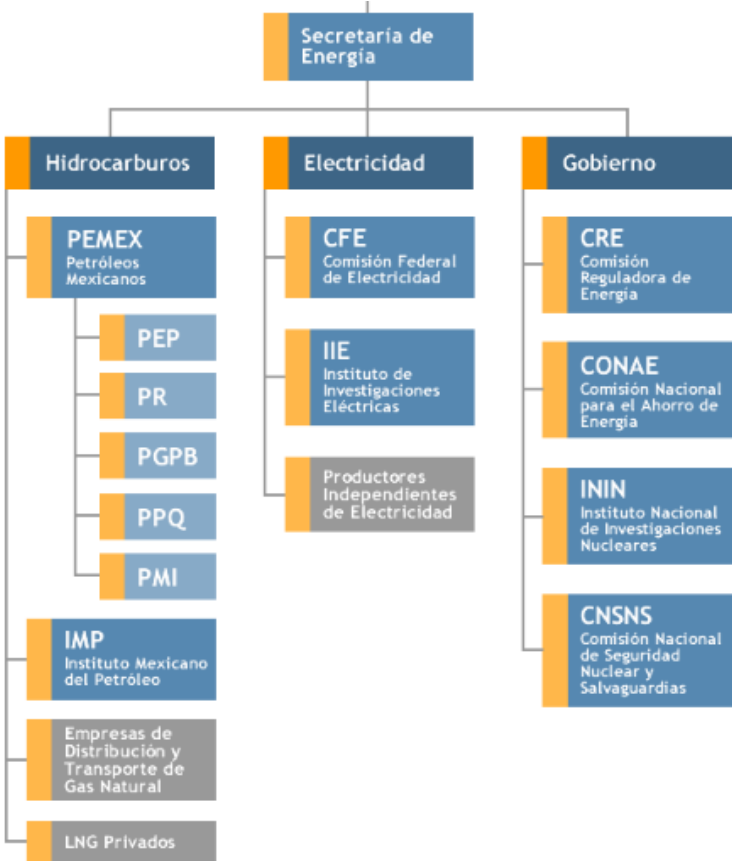 Secretaría de
Energía
Hidrocarburos
PEMEX
Petróleos
Mexicanos
PEP
PR
PGPB
PPQ
PMI
IMP
Instituto Mexicano
del Petróleo
Empresas de
Distribución y
Transporte de
Gas Natural
LNG Privados
Electricidad
CFE
Comisión Federal
de Electricidad
IIE
Instituto de
Investigaciones
Eléctricas
Productores
Independientes
de Electricidad
Gobierno
CRE
Comisión
Reguladora de
Energía
CONAE
Comisión Nacional
para el Ahorro de
Energía
ININ
Instituto Nacional
de Investigaciones
Nucleares
CNSNS
Comisión Nacional
de Seguridad
Nuclear y
Salvaguardias